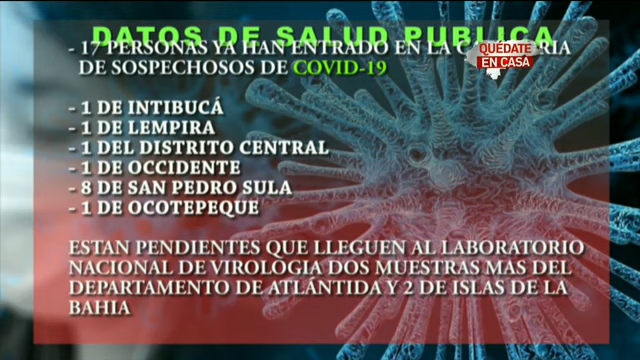 DATOS DE SALUD PUBLICA
- 17 PERSONAS YA HAN ENTRADO EN LA
DE SOSPECHOSOS DE COVID-19
QUÉDATE
EN CASA
- 1 DE INTIBUCÁ
- 1 DE LEMPIRA
- 1 DEL DISTRITO CENTRAL
- 1 DE OCCIDENTE
- 8 DE SAN PEDRO SULA
- 1 DE OCOTEPEQUE
ESTAN PENDIENTES QUE LLEGUEN AL LABORATORIO
NACIONAL DE VIROLOGIA DOS MUESTRAS MAS DEL
DEPARTAMENTO DE ATLÁNTIDA Y 2 DE ISLAS DE LA
BAHIA